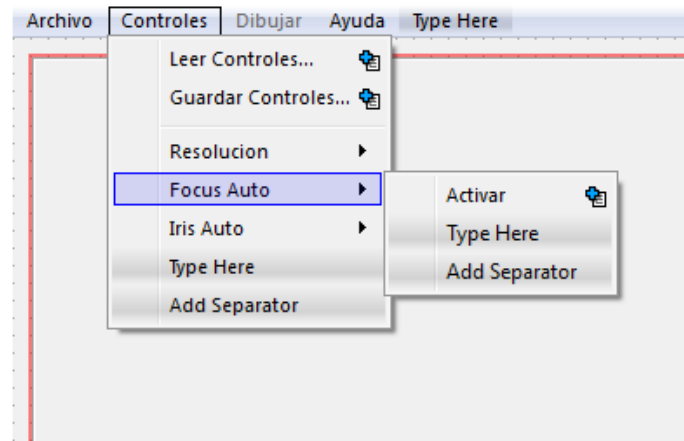 Archivo Controles Dibujar Ayuda Type Here
Leer Controles...
Guardar Controles...
Resolucion
Focus Auto
Iris Auto
Type Here
Add Separator
Activar
Type Here
Add Separator